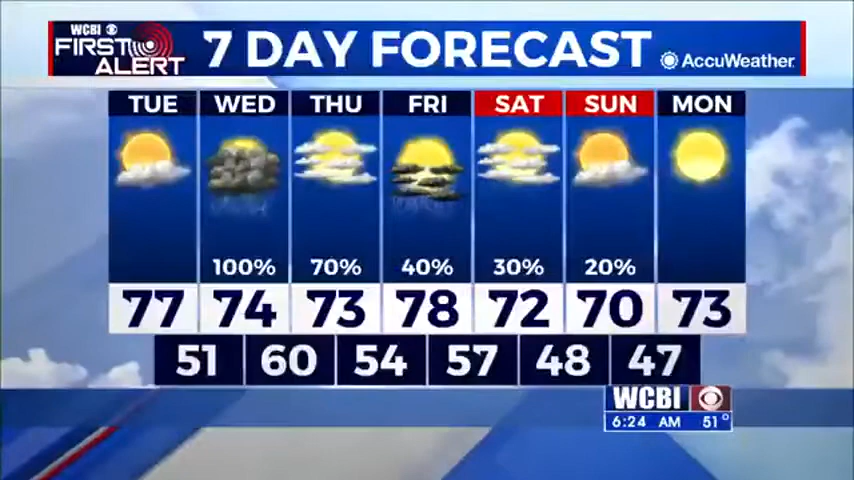 WCBI
FIRST ALERT
7 DAY FORECAST
AccuWeather
TUE WED THU FRI SAT SUN MON
100% 70% 40% 30% 20%
77 74 73 78 72 70 73
51 60 54 57 48 47
WCBI
6:24 AM 51°